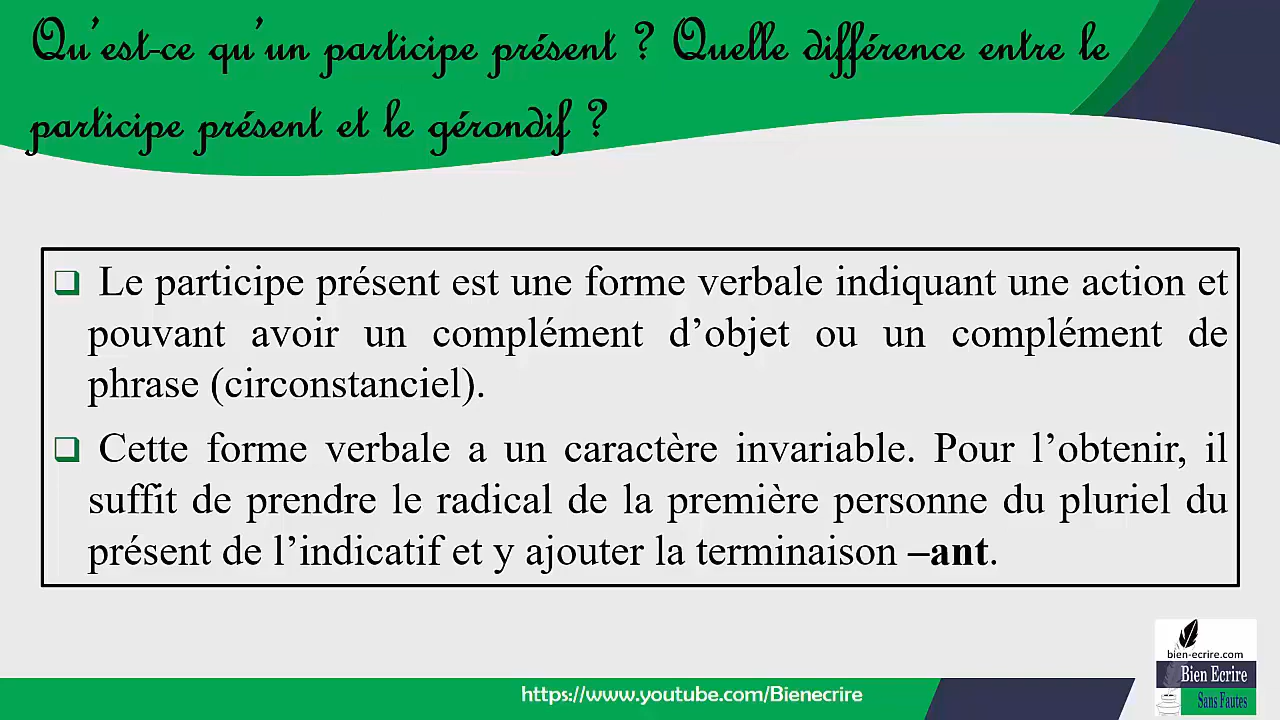 Qu'est-ce qu'un participe présent ? Quelle différence entre le
participe présent et le gérondif ?
Le participe présent est une forme verbale indiquant une action et
pouvant avoir un complément d'objet ou un complément de
phrase (circonstanciel).
Cette forme verbale a un caractère invariable. Pour l'obtenir, il
suffit de prendre le radical de la première personne du pluriel du
présent de l'indicatif et y ajouter la terminaison –ant.
bien-ecrire.com
Bien Ecrire
Sans Fautes
https://www.youtube.com/Bienecrire